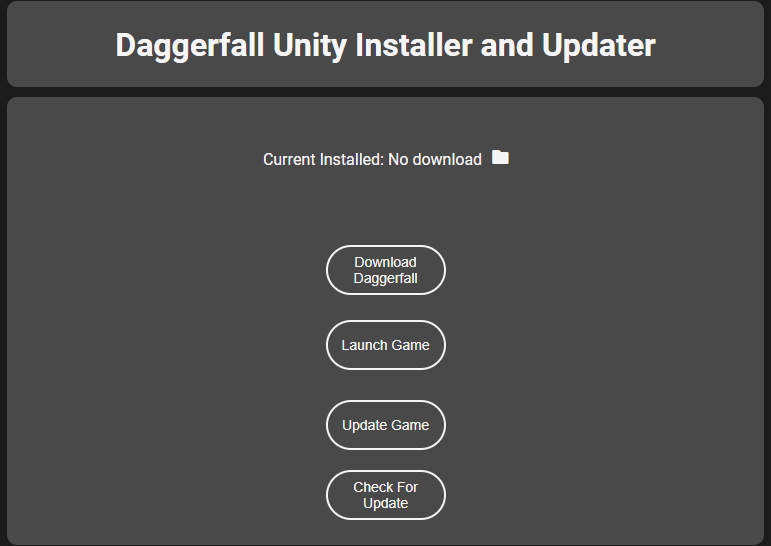 Daggerfall Unity Installer and Updater
Current Installed: No download
Download
Daggerfall
Launch Game
Update Game
Check For
Update